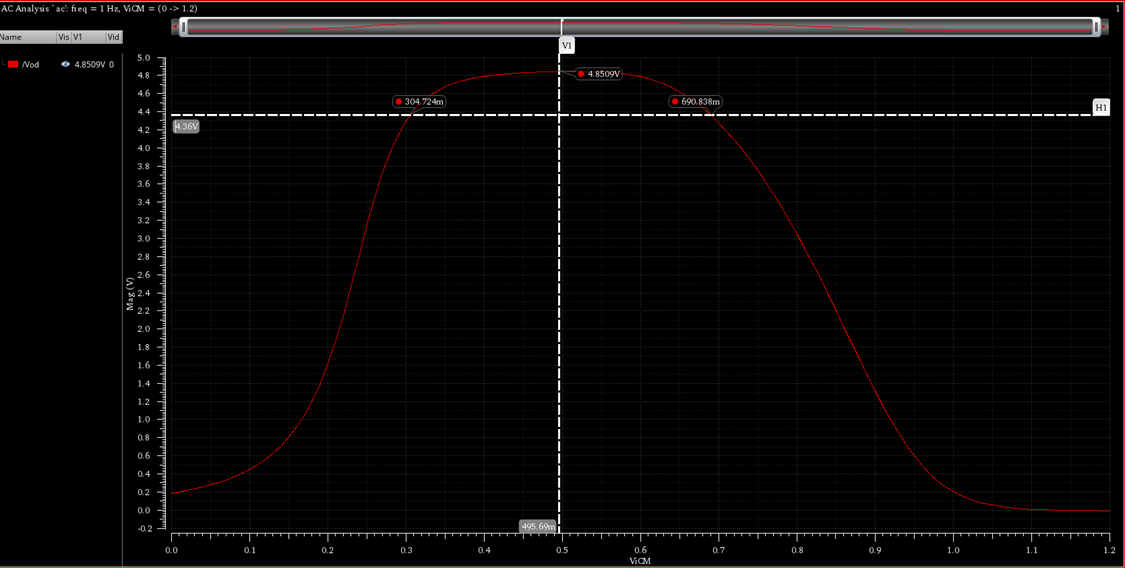 AC Analysis `ac': freq = 1 Hz, ViCM = (0 -> 1.2)
1
Name Vis V1 Vid
/Vod 4.8509V 0
V1
5.0
4.8
4.6
4.4
4.2
4.0
3.8
3.6
3.4
3.2
3.0
2.8
2.6
2.4
2.2
2.0
1.8
1.6
1.4
1.2
1.0
0.8
0.6
0.4
0.2
0.0
-0.2
Mag (V)
4.8509V
304.724m
690.838m
H1
4.36V
495.69m
0.0 0.1 0.2 0.3 0.4 0.5 0.6 0.7 0.8 0.9 1.0 1.1 1.2
ViCM